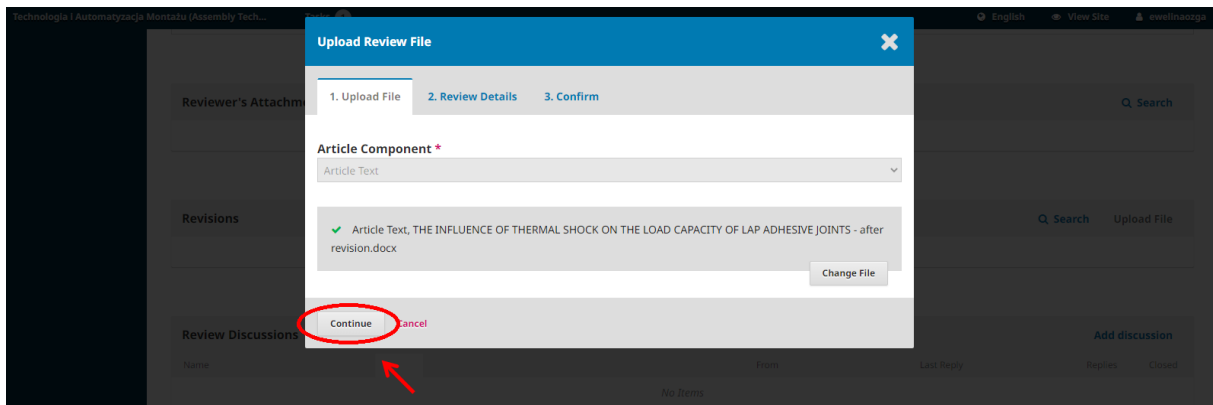 Technologia i Automatyzacja Montażu (Assembly Tech... Tasks English View Site ewelinaozga
Upload Review File
1. Upload File 2. Review Details 3. Confirm
Reviewer's Attachm Search
Article Component *
Article Text
Revisions Search Upload File
Article Text, THE INFLUENCE OF THERMAL SHOCK ON THE LOAD CAPACITY OF LAP ADHESIVE JOINTS - after
revision.docx
Change File
Continue Cancel
Review Discussions Add discussion
Name From Last Reply Replies Closed
No Items